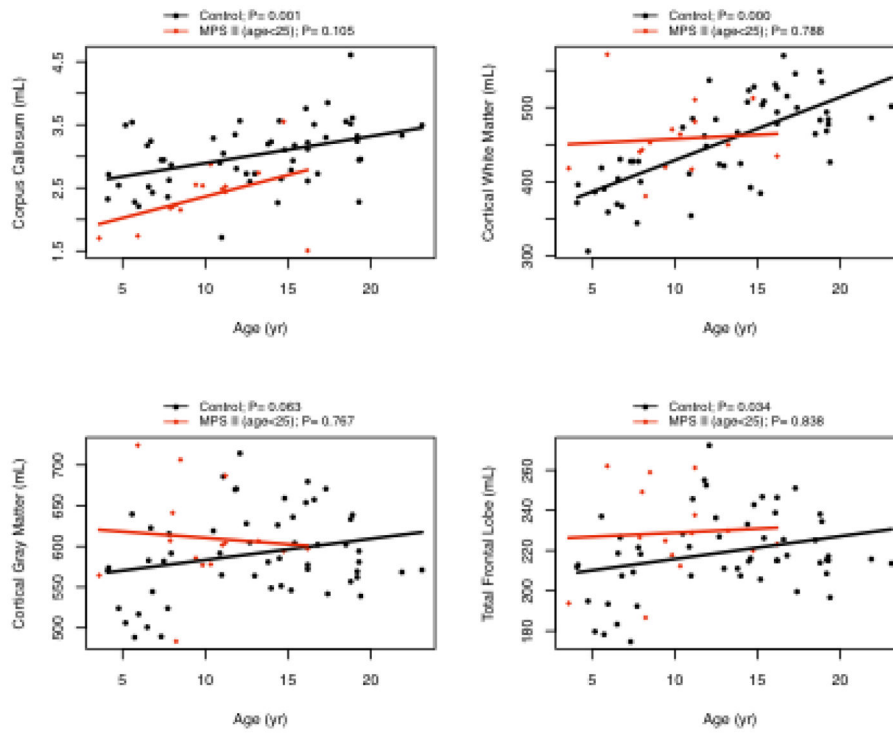 Control; P= 0.001
MPS II (age<25); P= 0.105
Corpus Callosum (mL)
4.5
3.5
2.5
1.5
5 10 15 20
Age (yr)
Control; P= 0.000
MPS II (age<25); P= 0.786
Cortical White Matter (mL)
500
400
300
5 10 15 20
Age (yr)
Control; P= 0.063
MPS II (age<25); P= 0.767
Cortical Gray Matter (mL)
700
650
600
550
500
5 10 15 20
Age (yr)
Control; P= 0.034
MPS II (age<25); P= 0.838
Total Frontal Lobe (mL)
260
240
220
200
180
5 10 15 20
Age (yr)